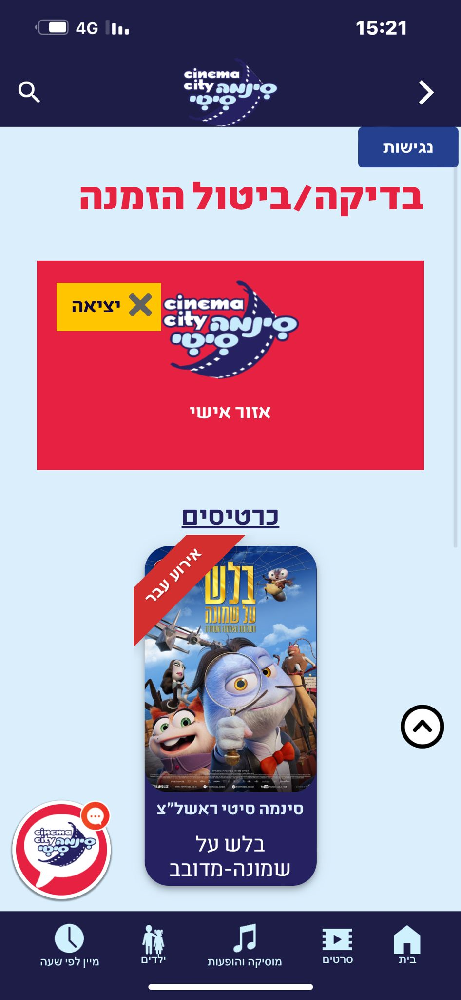 15:21
4G
cinema
city סינמה
סיטי
נגישות
בדיקה/ביטול הזמנה
יציאה
cinema
city סינמה
סיטי
אזור אישי
כרטיסים
אירוע עבר
בלש
על שמונה
סינמה סיטי ראשל"צ
בלש על
שמונה-מדובב
cinema
city סינמה
סיטי
בית
סרטים
מוסיקה והופעות
ילדים
מיין לפי שעה